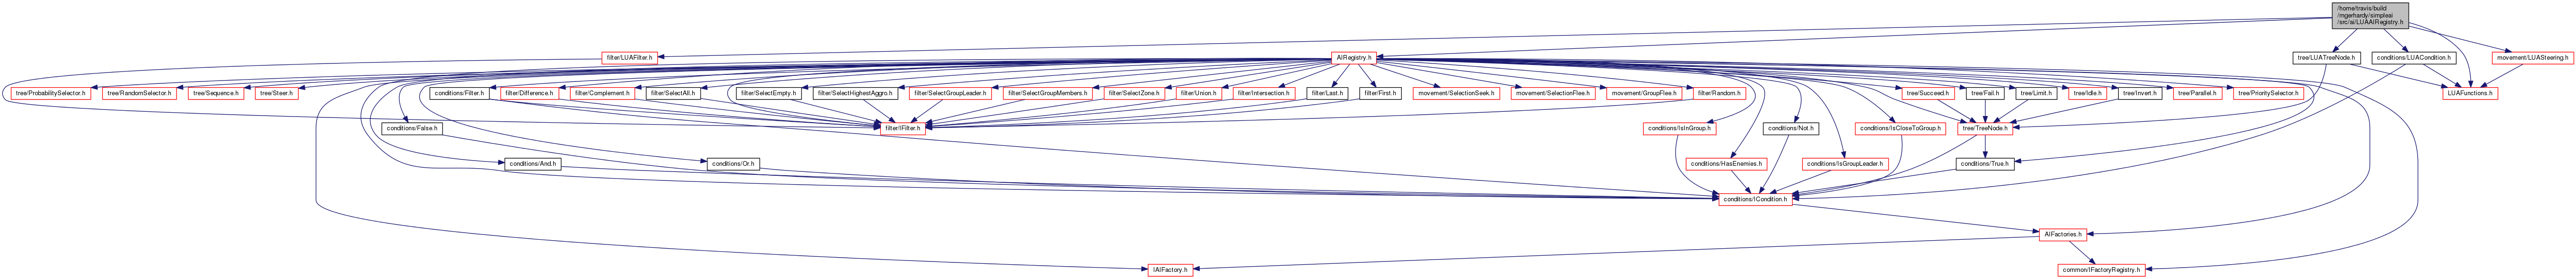 /home/travis/build
/mgerhardy/simpleai
/src/ai/LUAAIRegistry.h
filter/LUAFilter.h
AIRegistry.h
tree/LUATreeNode.h
conditions/LUACondition.h
movement/LUASteering.h
tree/ProbabilitySelector.h
tree/RandomSelector.h
tree/Sequence.h
tree/Steer.h
conditions/Filter.h
filter/Difference.h
filter/Complement.h
filter/SelectAll.h
filter/SelectEmpty.h
filter/SelectHighestAggro.h
filter/SelectGroupLeader.h
filter/SelectGroupMembers.h
filter/SelectZone.h
filter/Union.h
filter/Intersection.h
filter/Last.h
filter/First.h
movement/SelectionSeek.h
movement/SelectionFlee.h
movement/GroupFlee.h
filter/Random.h
tree/Succeed.h
tree/Fail.h
tree/Limit.h
tree/Idle.h
tree/Invert.h
tree/Parallel.h
tree/PrioritySelector.h
LUAFunctions.h
conditions/False.h
filter/IFilter.h
conditions/IsInGroup.h
conditions/Not.h
conditions/IsCloseToGroup.h
tree/TreeNode.h
conditions/And.h
conditions/Or.h
conditions/HasEnemies.h
conditions/IsGroupLeader.h
conditions/True.h
conditions/ICondition.h
AIFactories.h
IAIFactory.h
common/IFactoryRegistry.h